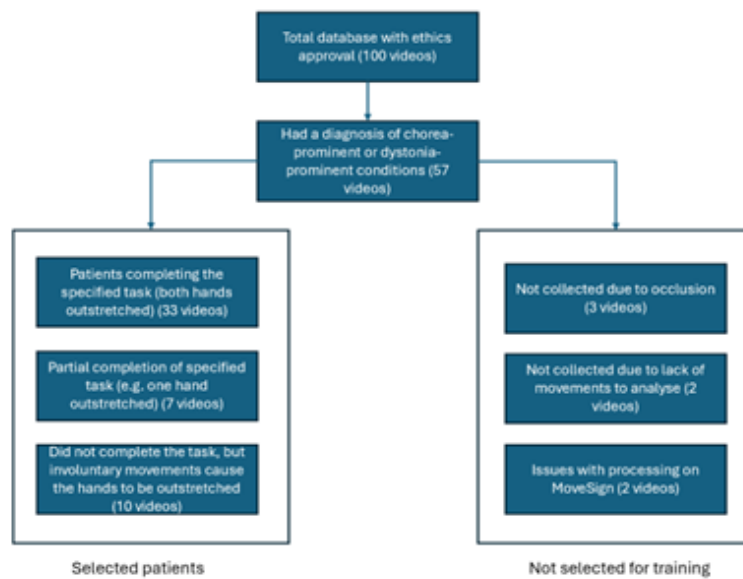 Total database with ethics
approval (100 videos)
Had a diagnosis of chorea-
prominent or dystonia-
prominent conditions (57
videos)
Patients completing the
specified task (both hands
outstretched) (33 videos)
Partial completion of specified
task (e.g. one hand
outstretched) (7 videos)
Did not complete the task, but
involuntary movements cause
the hands to be outstretched
(10 videos)
Selected patients
Not collected due to occlusion
(3 videos)
Not collected due to lack of
movements to analyse (2
videos)
Issues with processing on
MoveSign (2 videos)
Not selected for training